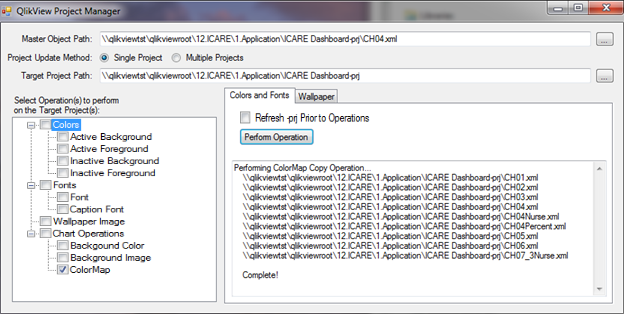 QlikView Project Manager
Master Object Path: \\qlikviewtst\qlikviewroot\12.ICARE\1.Application\ICARE Dashboard-prj\CH04.xml ...
Project Update Method: Single Project Multiple Projects
Target Project Path: \\qlikviewtst\qlikviewroot\12.ICARE\1.Application\ICARE Dashboard-prj ...
Select Operation(s) to perform
on the Target Project(s):
Colors
Active Background
Active Foreground
Inactive Background
Inactive Foreground
Fonts
Font
Caption Font
Wallpaper Image
Chart Operations
Backgound Color
Background Image
ColorMap
Colors and Fonts Wallpaper
Refresh -prj Prior to Operations
Perform Operation
Performing ColorMap Copy Operation...
\\qlikviewtst\qlikviewroot\12.ICARE\1.Application\ICARE Dashboard-prj\CH01.xml
\\qlikviewtst\qlikviewroot\12.ICARE\1.Application\ICARE Dashboard-prj\CH02.xml
\\qlikviewtst\qlikviewroot\12.ICARE\1.Application\ICARE Dashboard-prj\CH03.xml
\\qlikviewtst\qlikviewroot\12.ICARE\1.Application\ICARE Dashboard-prj\CH04.xml
\\qlikviewtst\qlikviewroot\12.ICARE\1.Application\ICARE Dashboard-prj\CH04Nurse.xml
\\qlikviewtst\qlikviewroot\12.ICARE\1.Application\ICARE Dashboard-prj\CH04Percent.xml
\\qlikviewtst\qlikviewroot\12.ICARE\1.Application\ICARE Dashboard-prj\CH05.xml
\\qlikviewtst\qlikviewroot\12.ICARE\1.Application\ICARE Dashboard-prj\CH06.xml
\\qlikviewtst\qlikviewroot\12.ICARE\1.Application\ICARE Dashboard-prj\CH07_3Nurse.xml
Complete!